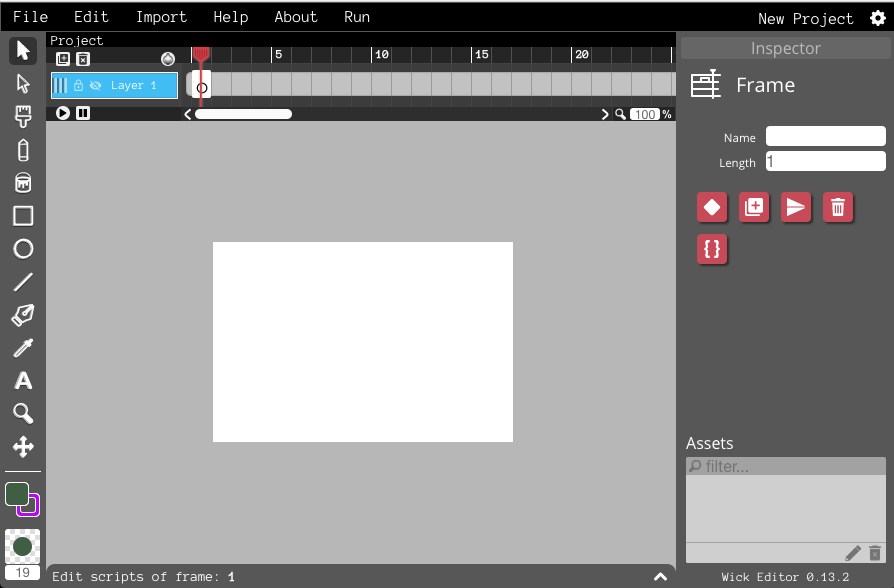 File Edit Import Help About Run New Project
Project
Inspector
5 10 15 20
Layer 1
Frame
100 %
Name
Length 1
A
Assets
filter...
19
Edit scripts of frame: 1
Wick Editor 0.13.2